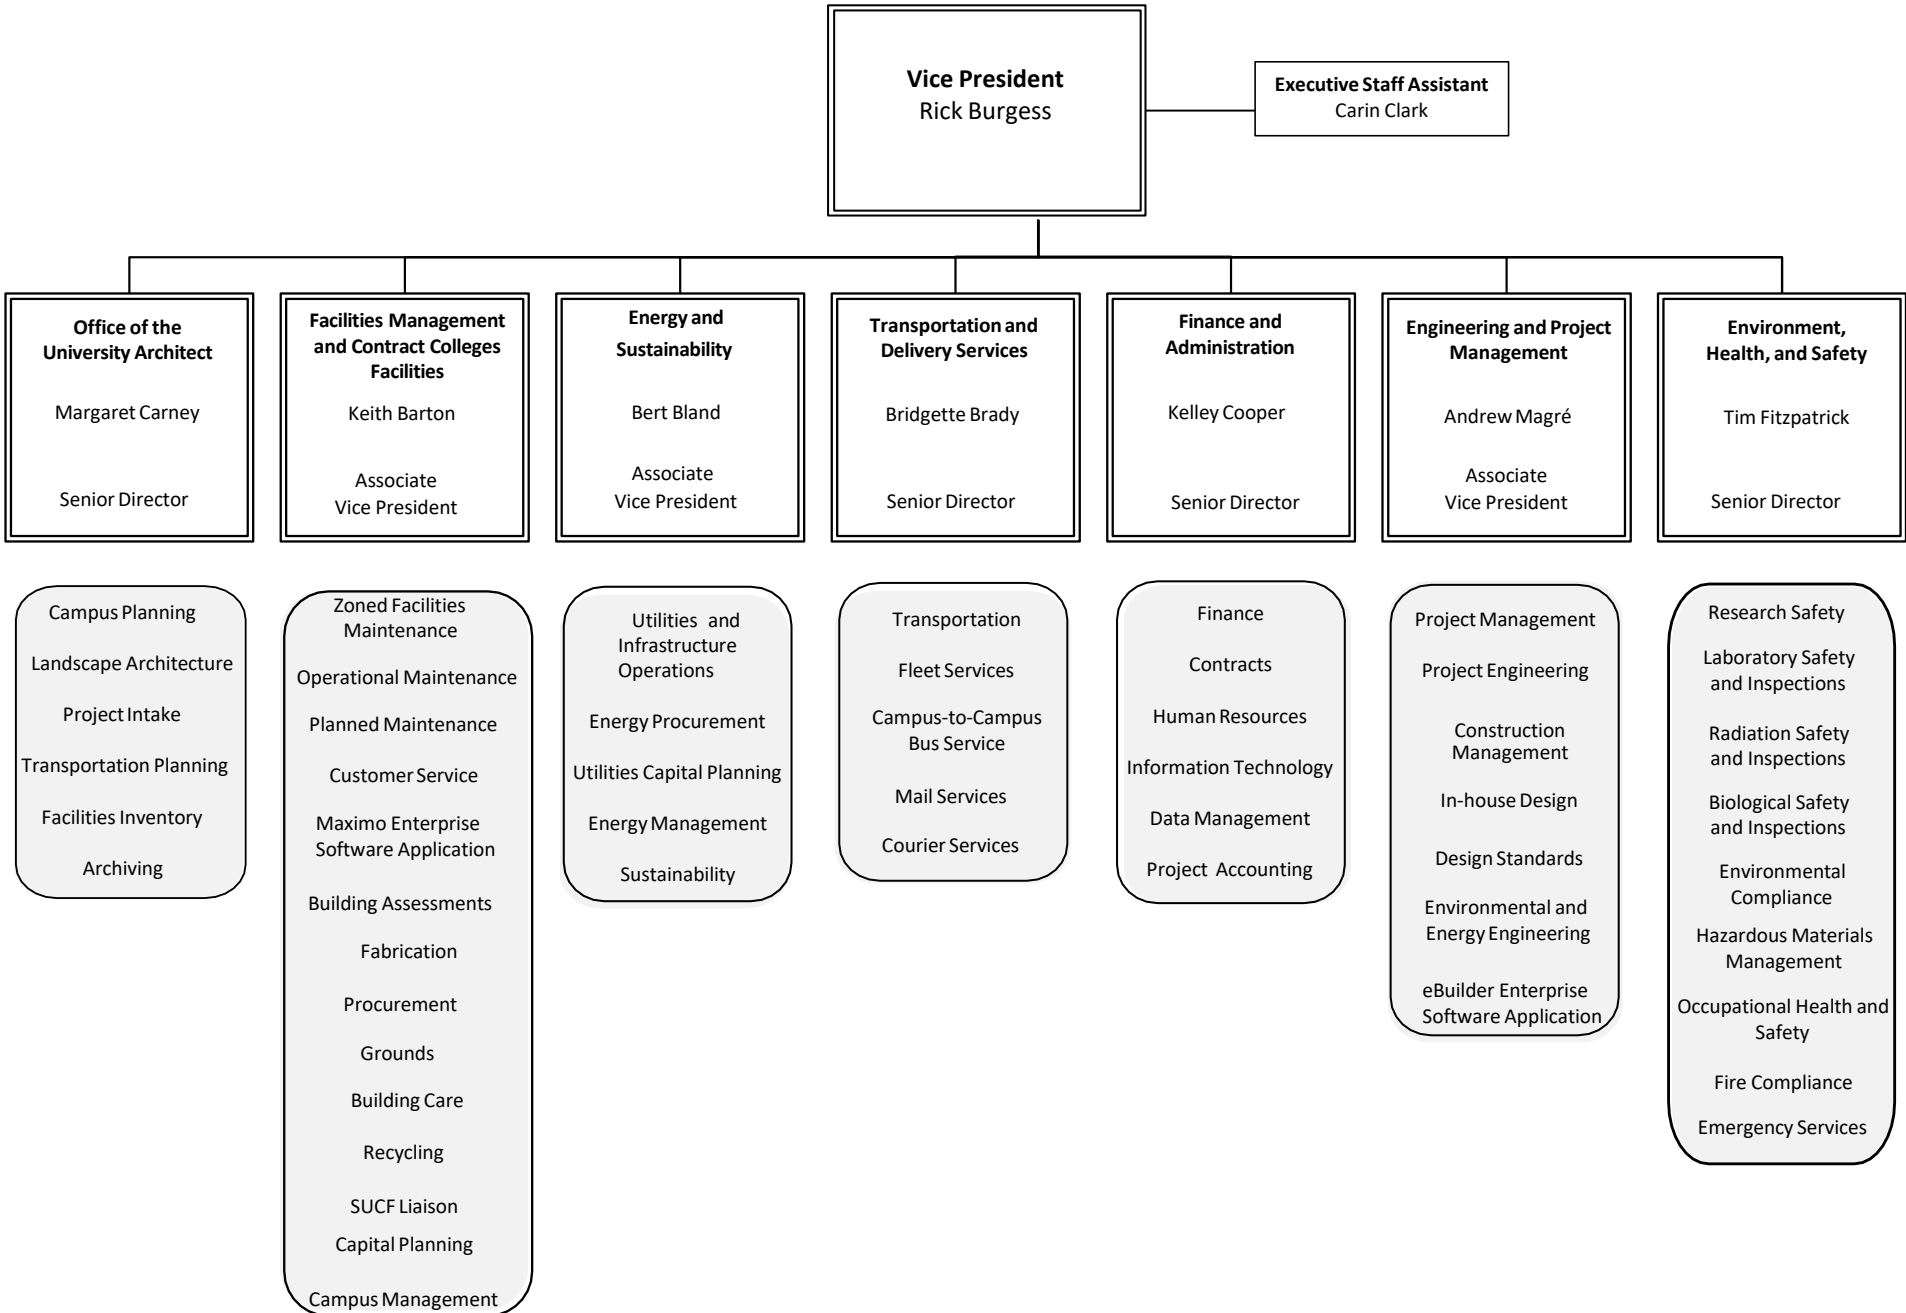 Vice President
Rick Burgess
Executive Staff Assistant
Carin Clark
Office of the
University Architect
Margaret Carney
Senior Director
Facilities Management
and Contract Colleges
Facilities
Keith Barton
Associate
Vice President
Energy and
Sustainability
Bert Bland
Associate
Vice President
Transportation and
Delivery Services
Bridgette Brady
Senior Director
Finance and
Administration
Kelley Cooper
Senior Director
Engineering and Project
Management
Andrew Magré
Associate
Vice President
Environment,
Health, and Safety
Tim Fitzpatrick
Senior Director
Campus Planning
Landscape Architecture
Project Intake
Transportation Planning
Facilities Inventory
Archiving
Zoned Facilities
Maintenance
Operational Maintenance
Planned Maintenance
Customer Service
Maximo Enterprise
Software Application
Building Assessments
Fabrication
Procurement
Grounds
Building Care
Recycling
SUCF Liaison
Capital Planning
Campus Management
Utilities and
Infrastructure
Operations
Energy Procurement
Utilities Capital Planning
Energy Management
Sustainability
Transportation
Fleet Services
Campus-to-Campus
Bus Service
Mail Services
Courier Services
Finance
Contracts
Human Resources
Information Technology
Data Management
Project Accounting
Project Management
Project Engineering
Construction
Management
In-house Design
Design Standards
Environmental and
Energy Engineering
eBuilder Enterprise
Software Application
Research Safety
Laboratory Safety
and Inspections
Radiation Safety
and Inspections
Biological Safety
and Inspections
Environmental
Compliance
Hazardous Materials
Management
Occupational Health and
Safety
Fire Compliance
Emergency Services